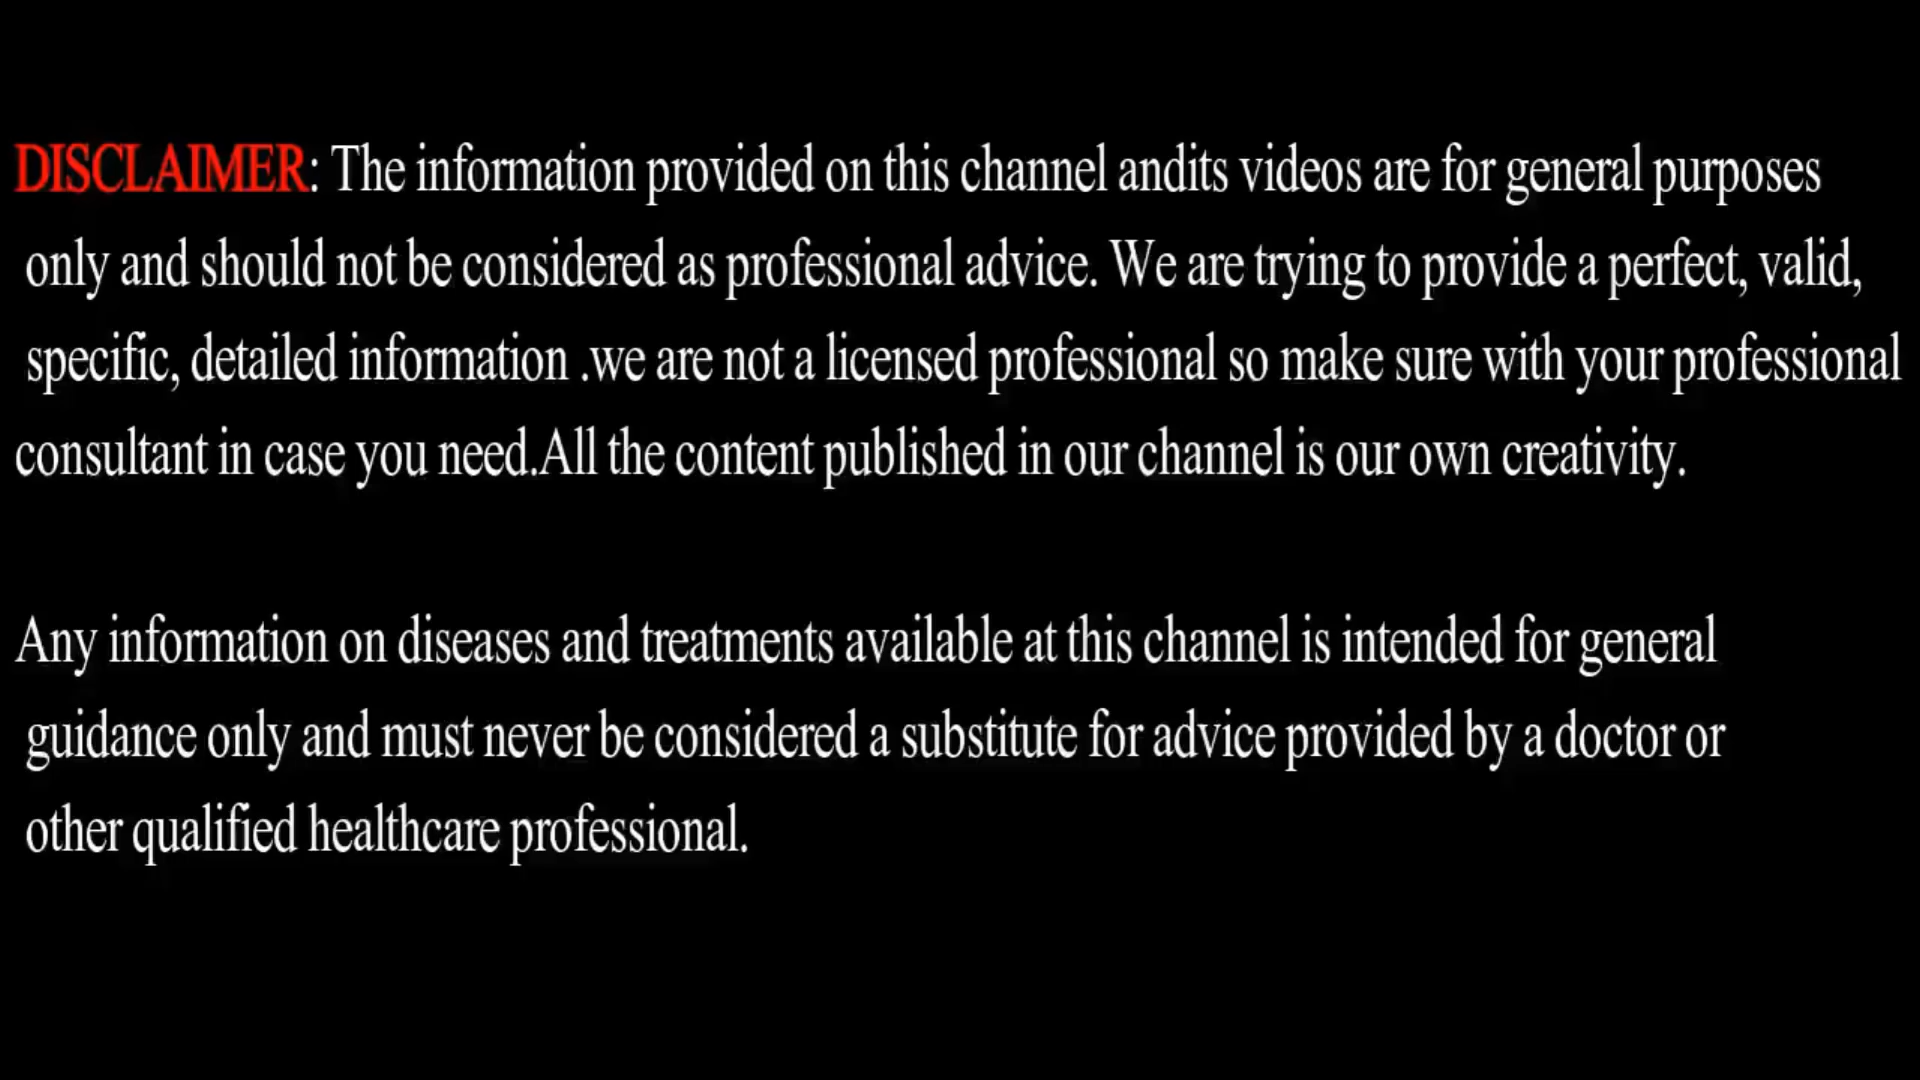 DISCLAIMER: The information provided on this channel andits videos are for general purposes
only and should not be considered as professional advice. We are trying to provide a perfect, valid,
specific, detailed information .we are not a licensed professional so make sure with your professional
consultant in case you need.All the content published in our channel is our own creativity.
Any information on diseases and treatments available at this channel is intended for general
guidance only and must never be considered a substitute for advice provided by a doctor or
other qualified healthcare professional.